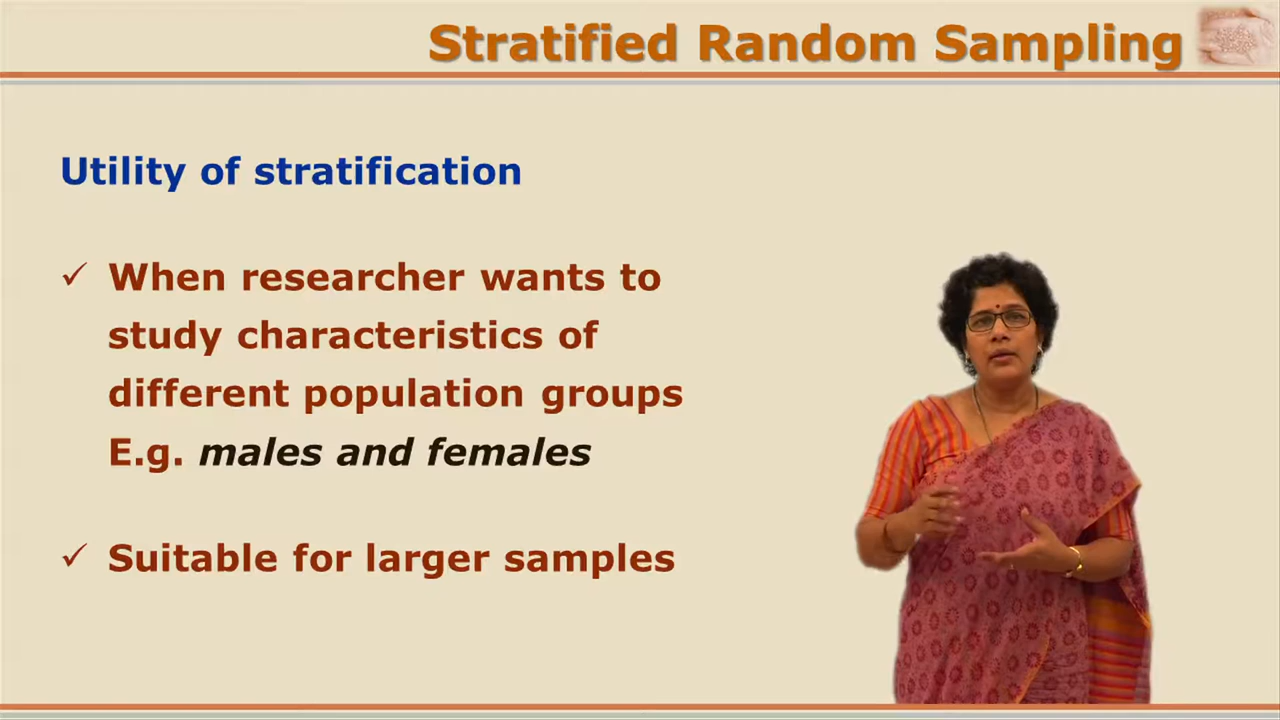 Stratified Random Sampling
Utility of stratification
✓ When researcher wants to
study characteristics of
different population groups
E.g. males and females
✓ Suitable for larger samples